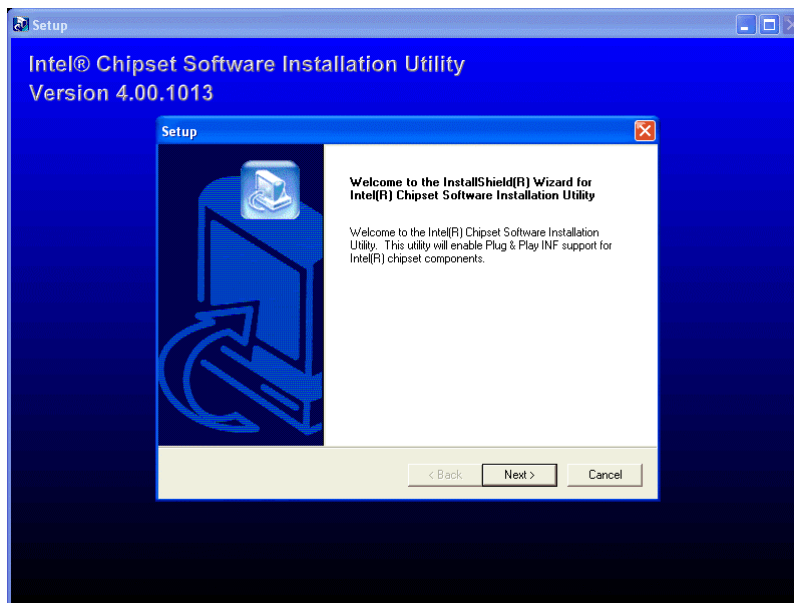 Setup
Intel® Chipset Software Installation Utility
Version 4.00.1013
Setup
Welcome to the InstallShield(R) Wizard for
Intel(R) Chipset Software Installation Utility
Welcome to the Intel(R) Chipset Software Installation
Utility.  This utility will enable Plug & Play INF support for
Intel(R) chipset components.
< Back
Next >
Cancel